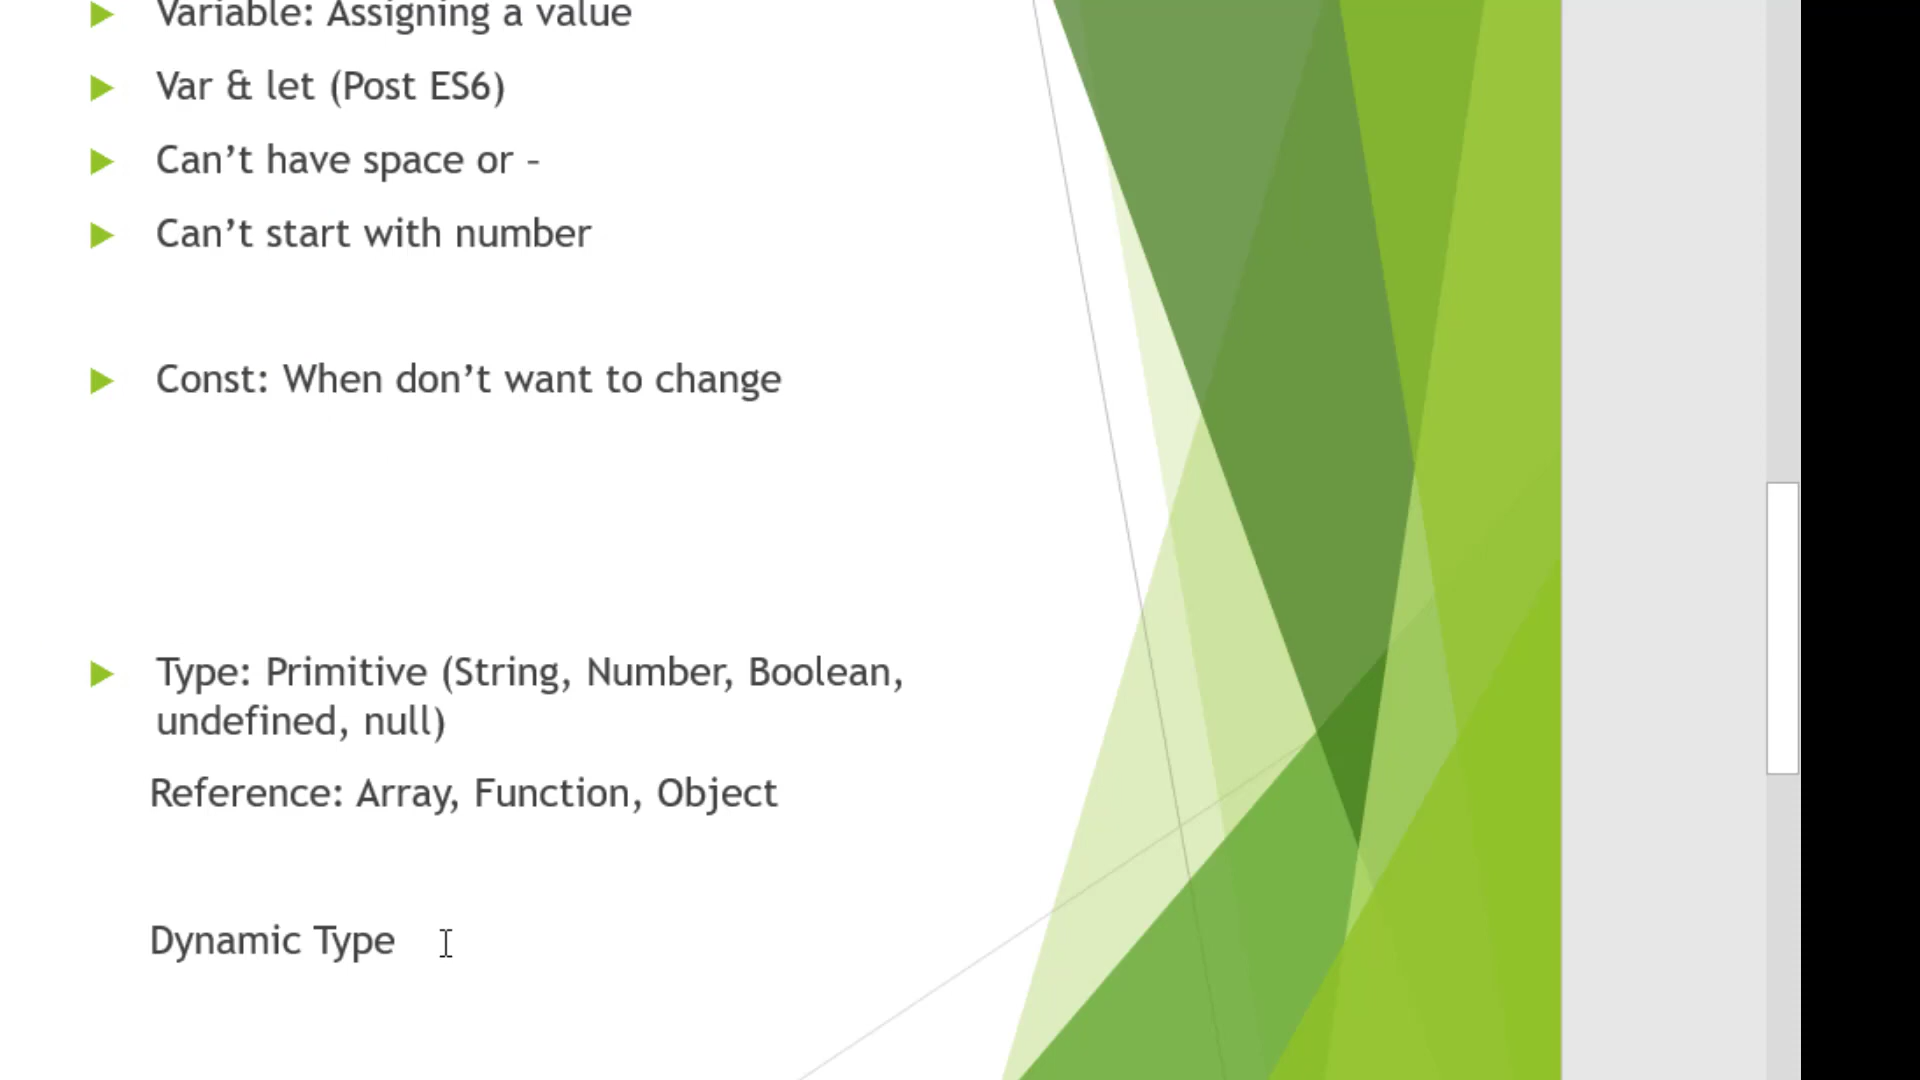 Variable: Assigning a value
Var & let (Post ES6)
Can’t have space or –
Can’t start with number
Const: When don’t want to change
Type: Primitive (String, Number, Boolean,
undefined, null)
Reference: Array, Function, Object
Dynamic Type